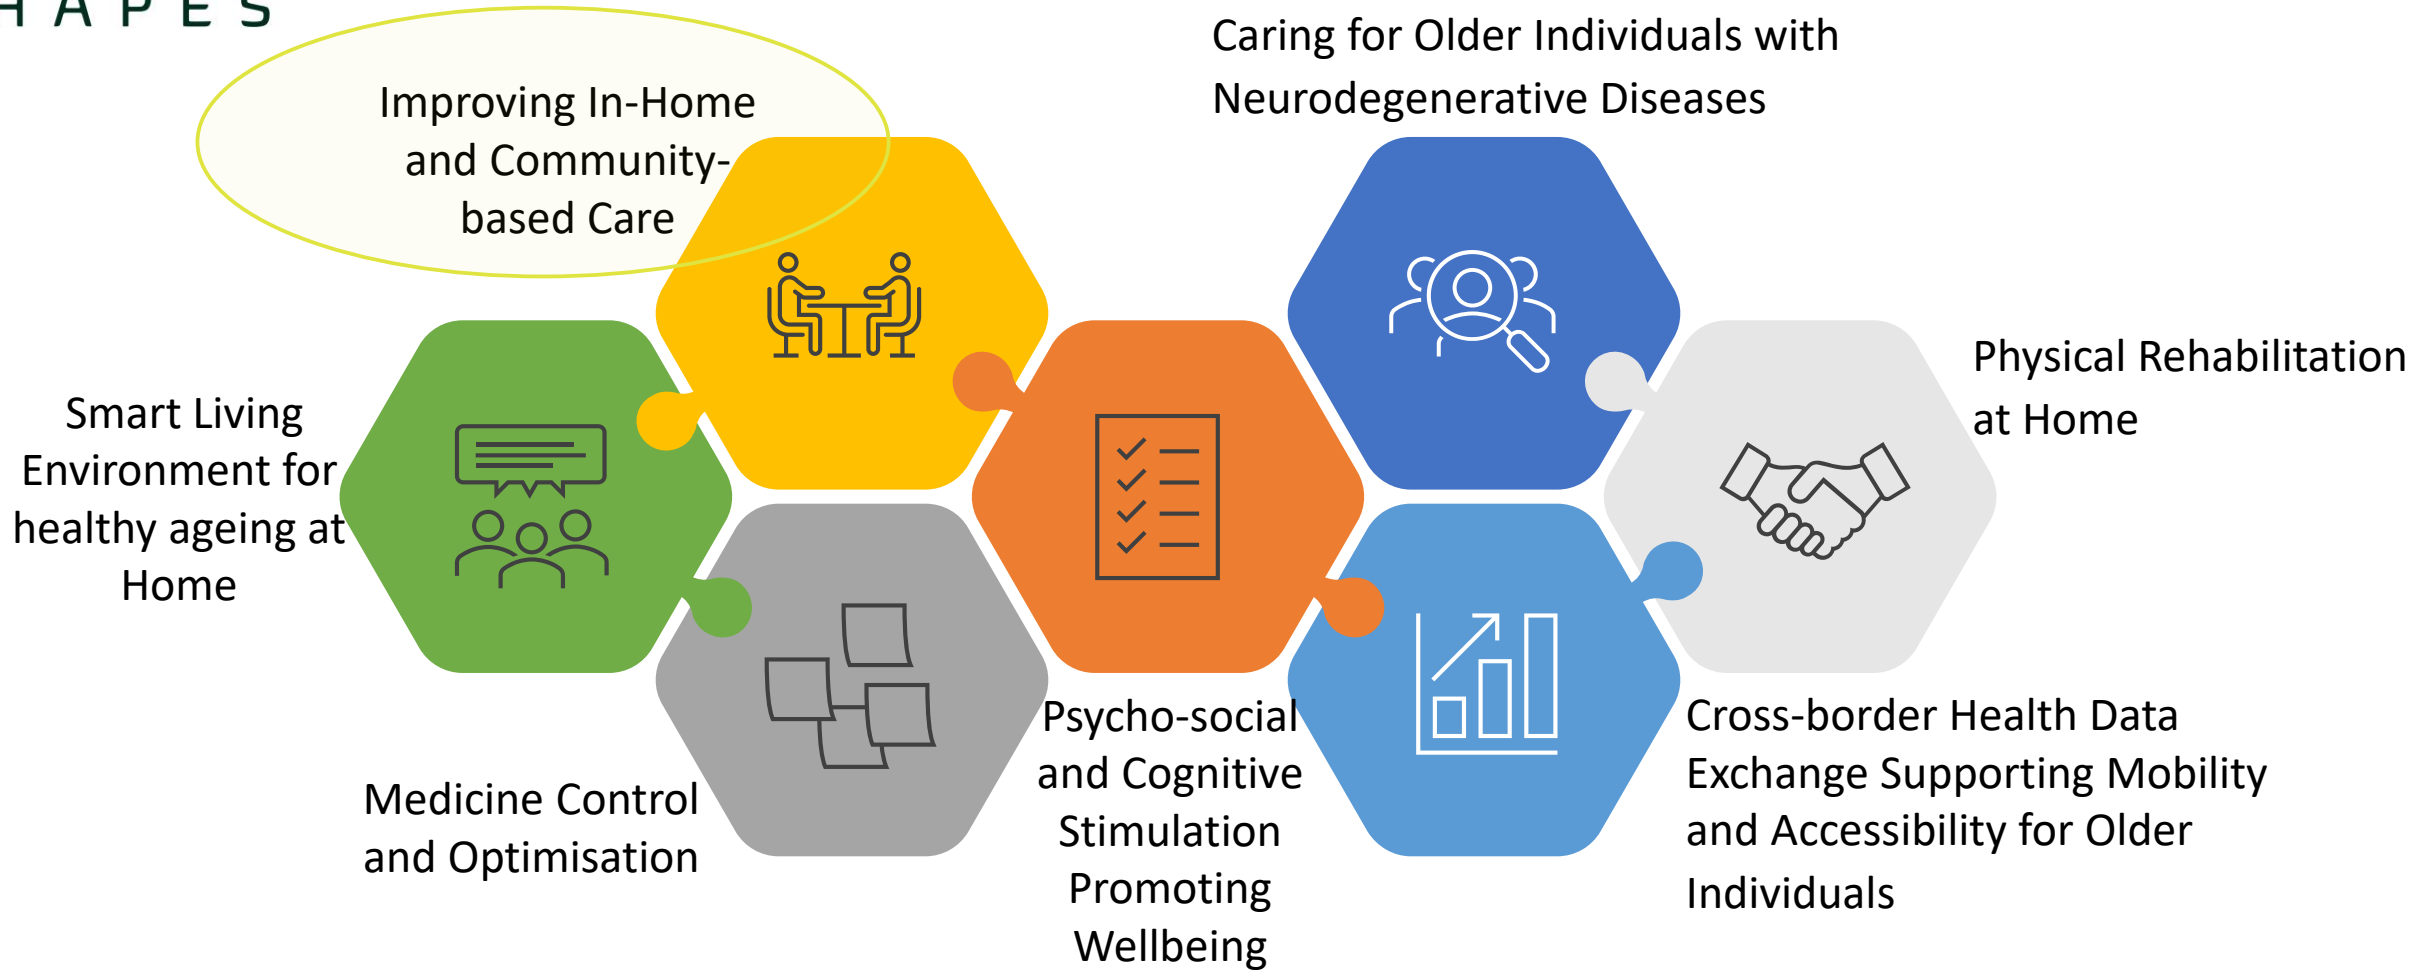 HAPES
Caring for Older Individuals with
Neurodegenerative Diseases
Improving In-Home
and Community-
based Care
Physical Rehabilitation
at Home
Smart Living
Environment for
healthy ageing at
Home
Psycho-social
and Cognitive
Stimulation
Promoting
Wellbeing
Cross-border Health Data
Exchange Supporting Mobility
and Accessibility for Older
Individuals
Medicine Control
and Optimisation